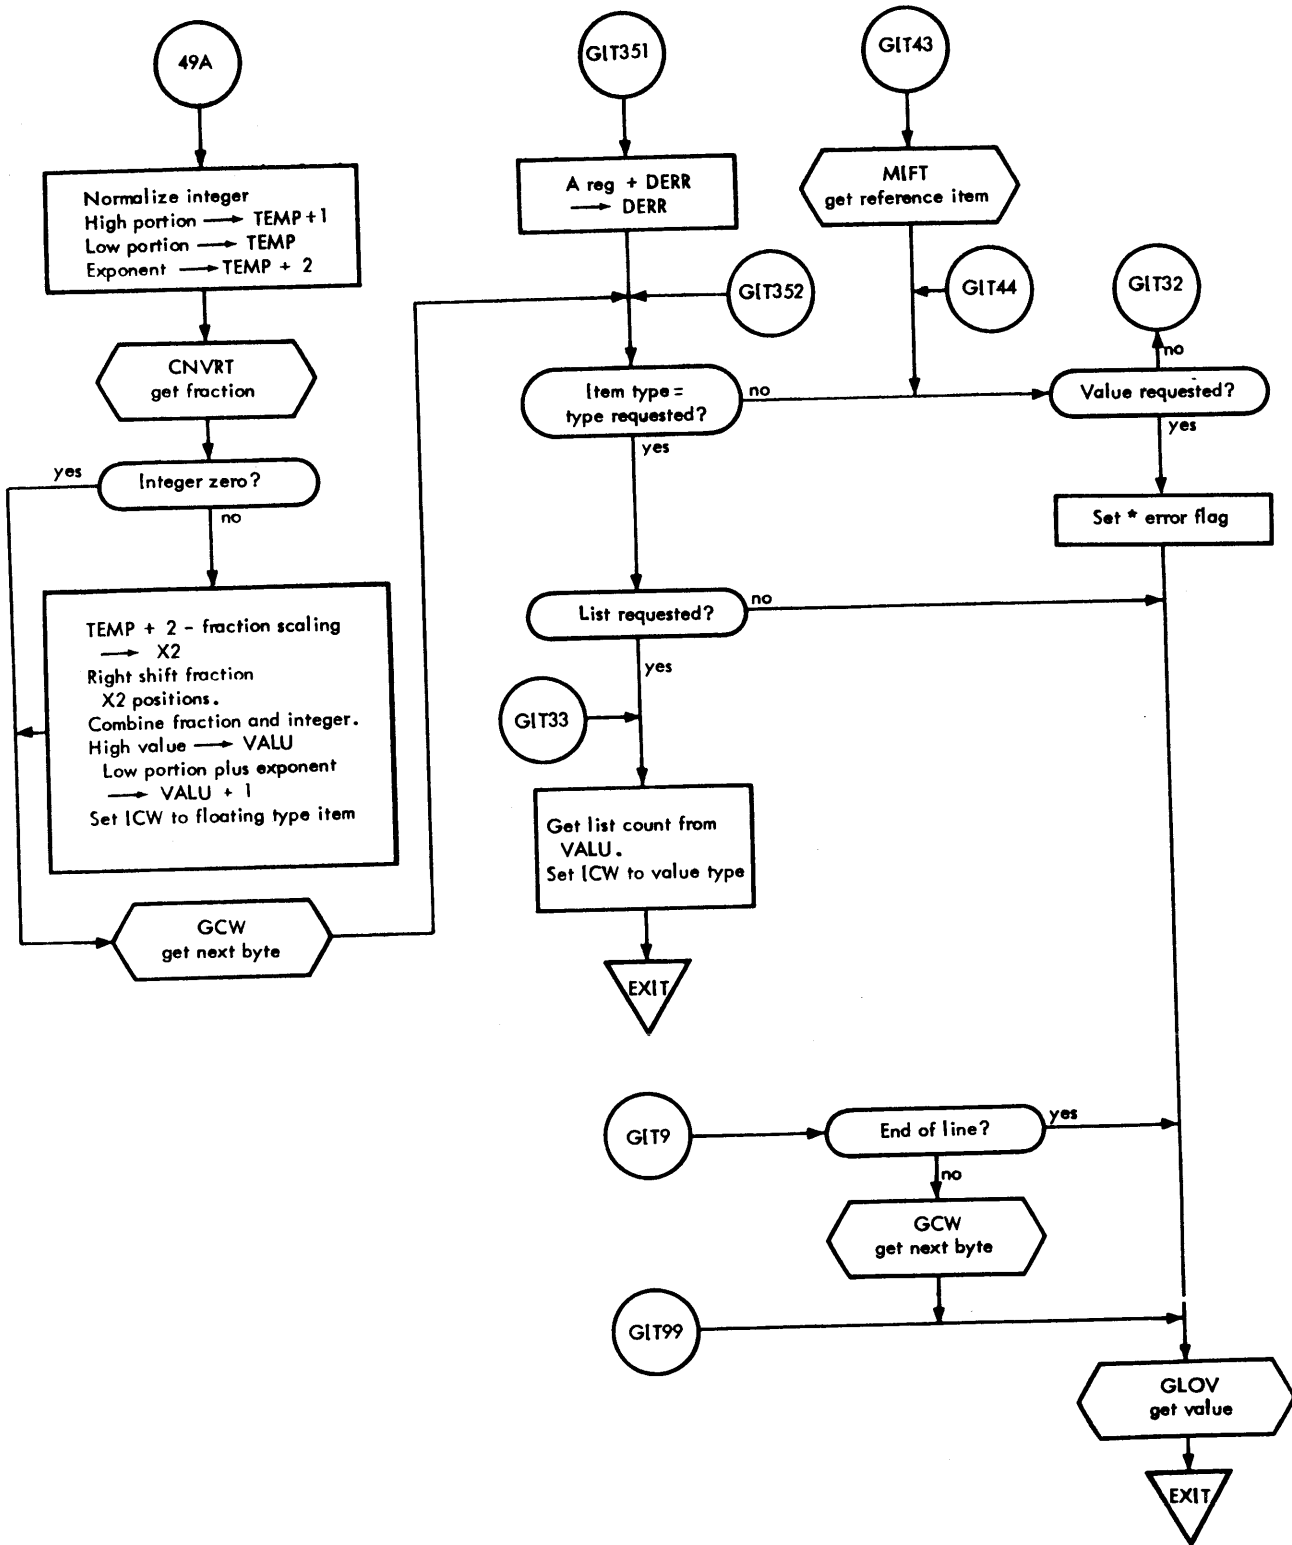 49A
Normalize integer
High portion → TEMP+1
Low portion → TEMP
Exponent → TEMP + 2
CNVRT
get fraction
Integer zero?
yes
no
TEMP + 2 - fraction scaling
→ X2
Right shift fraction
X2 positions.
Combine fraction and integer.
High value → VALU
Low portion plus exponent
→ VALU + 1
Set ICW to floating type item
GCW
get next byte
GIT351
A reg + DERR
→ DERR
GIT352
Item type =
type requested?
no
yes
List requested?
no
yes
GIT33
Get list count from
VALU.
Set ICW to value type
EXIT
GIT43
MIFT
get reference item
GIT44
GIT32
no
Value requested?
yes
Set * error flag
GIT9
End of line?
yes
no
GCW
get next byte
GIT99
GLOV
get value
EXIT